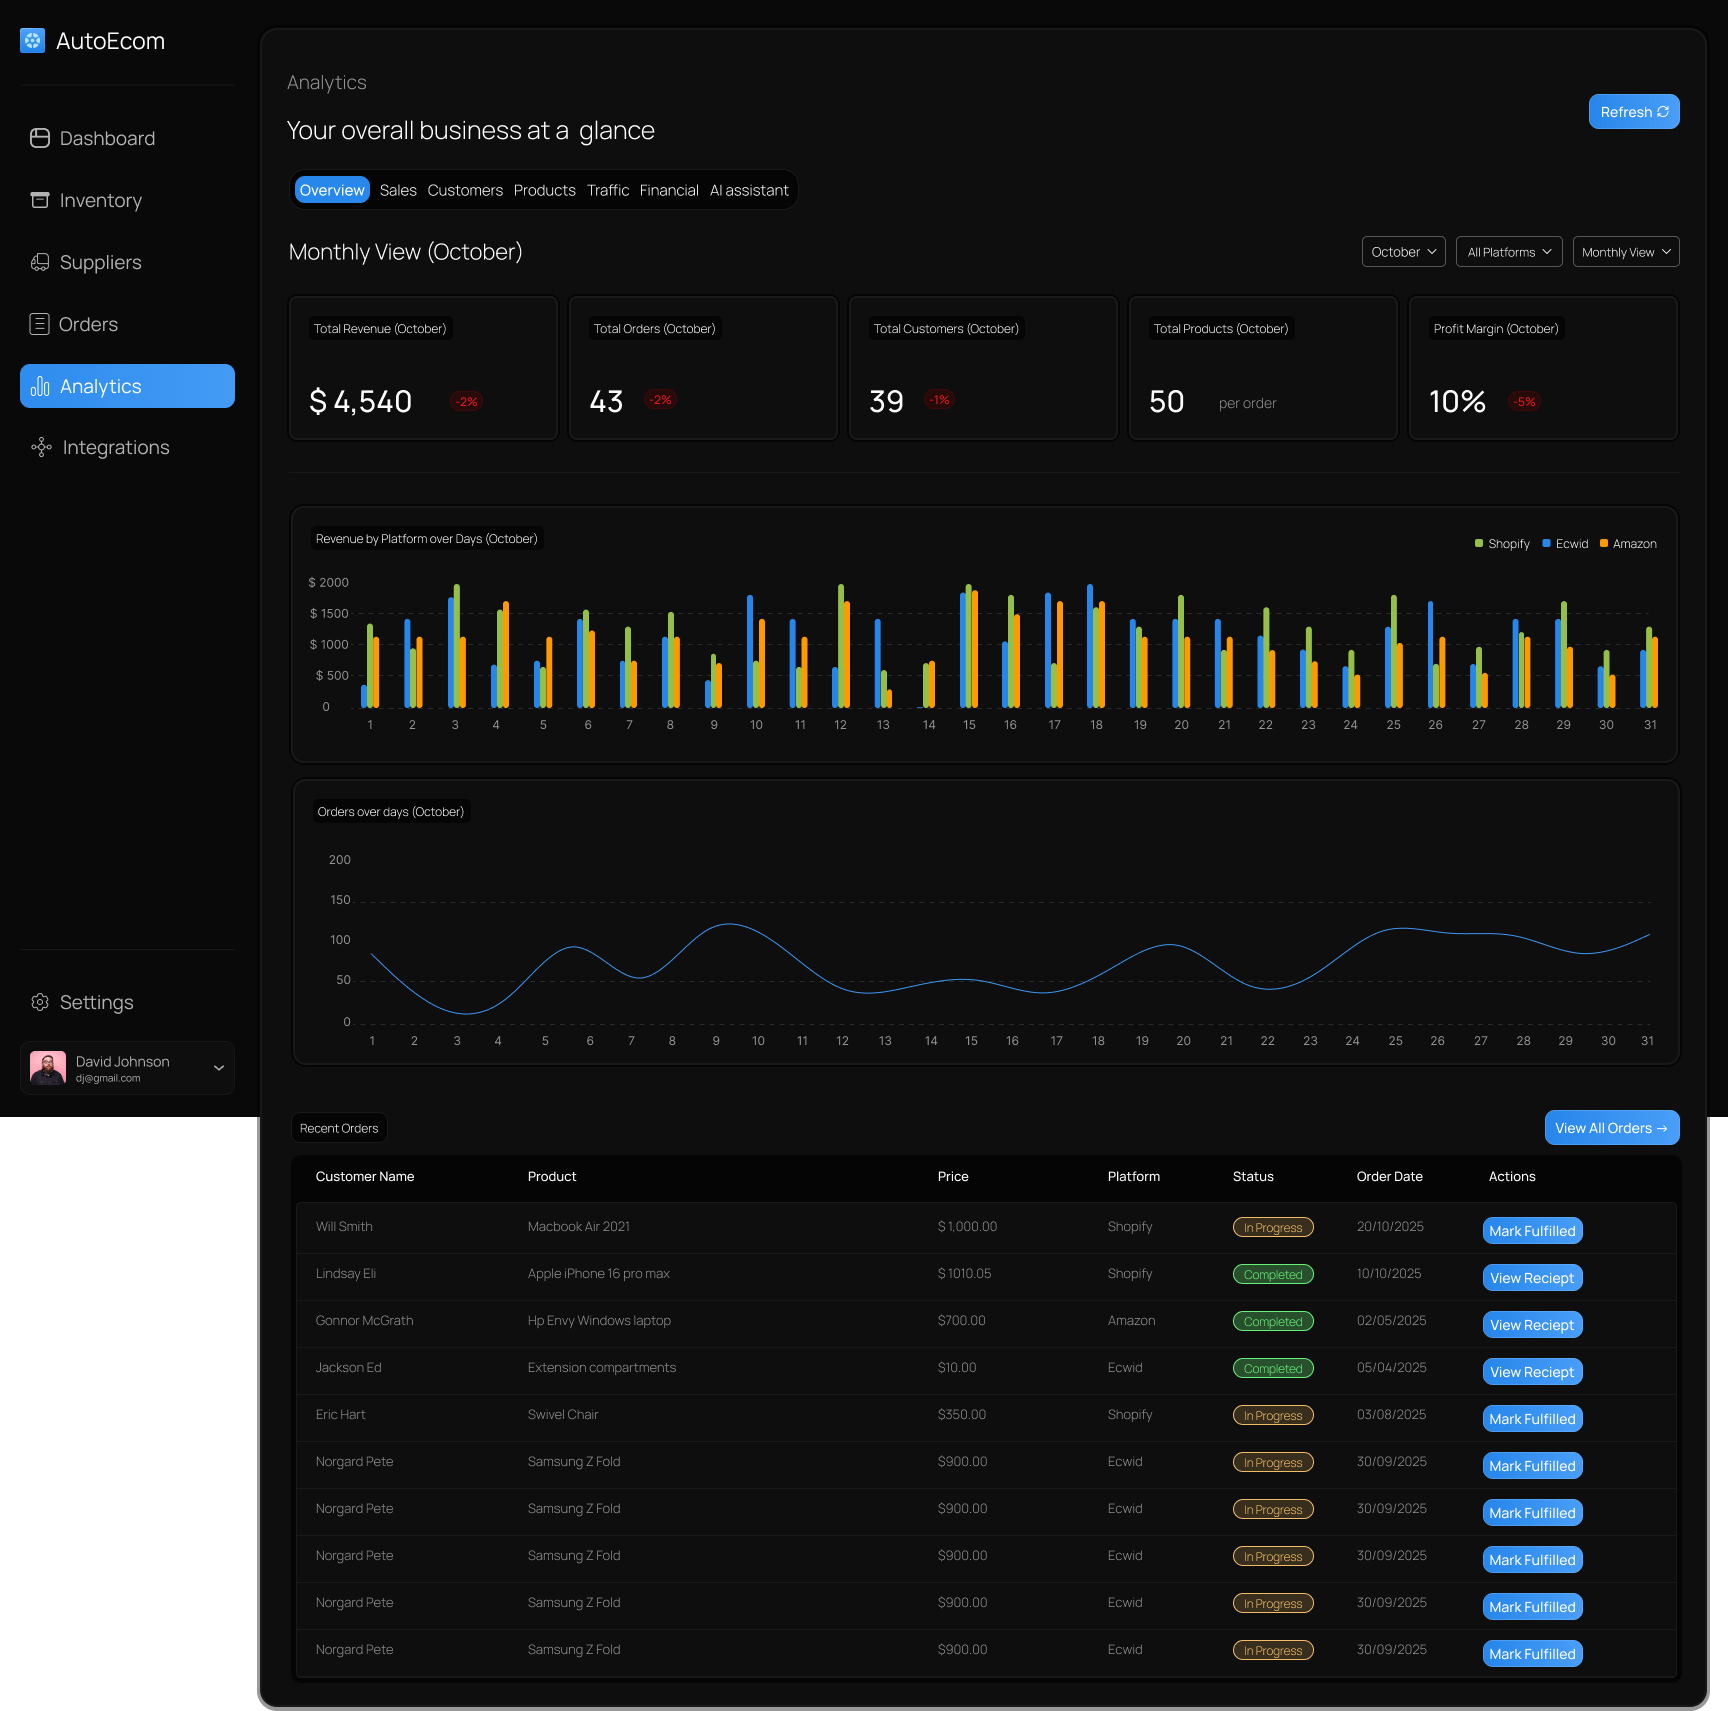 AutoEcom
Dashboard
Inventory
Suppliers
Orders
Analytics
Integrations
Settings
David Johnson
dj@gmail.com
Analytics
Your overall business at a glance
Refresh
Overview Sales Customers Products Traffic Financial AI assistant
Monthly View (October)
October All Platforms Monthly View
Total Revenue (October)
$ 4,540 -2%
Total Orders (October)
43 -2%
Total Customers (October)
39 -1%
Total Products (October)
50 per order
Profit Margin (October)
10% -5%
Revenue by Platform over Days (October)
Shopify Ecwid Amazon
$ 2000
$ 1500
$ 1000
$ 500
0
1 2 3 4 5 6 7 8 9 10 11 12 13 14 15 16 17 18 19 20 21 22 23 24 25 26 27 28 29 30 31
Orders over days (October)
200
150
100
50
0
1 2 3 4 5 6 7 8 9 10 11 12 13 14 15 16 17 18 19 20 21 22 23 24 25 26 27 28 29 30 31
Recent Orders
View All Orders →
Customer Name Product Price Platform Status Order Date Actions
Will Smith Macbook Air 2021 $ 1,000.00 Shopify In Progress 20/10/2025 Mark Fulfilled
Lindsay Eli Apple iPhone 16 pro max $ 1010.05 Shopify Completed 10/10/2025 View Reciept
Gonnor McGrath Hp Envy Windows laptop $700.00 Amazon Completed 02/05/2025 View Reciept
Jackson Ed Extension compartments $10.00 Ecwid Completed 05/04/2025 View Reciept
Eric Hart Swivel Chair $350.00 Shopify In Progress 03/08/2025 Mark Fulfilled
Norgard Pete Samsung Z Fold $900.00 Ecwid In Progress 30/09/2025 Mark Fulfilled
Norgard Pete Samsung Z Fold $900.00 Ecwid In Progress 30/09/2025 Mark Fulfilled
Norgard Pete Samsung Z Fold $900.00 Ecwid In Progress 30/09/2025 Mark Fulfilled
Norgard Pete Samsung Z Fold $900.00 Ecwid In Progress 30/09/2025 Mark Fulfilled
Norgard Pete Samsung Z Fold $900.00 Ecwid In Progress 30/09/2025 Mark Fulfilled